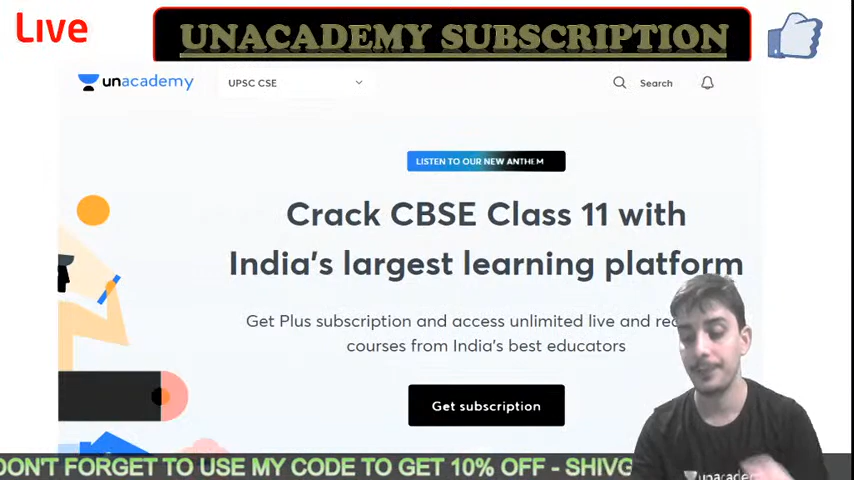 Live
UNACADEMY SUBSCRIPTION
unacademy
UPSC CSE
Search
LISTEN TO OUR NEW ANTHEM
Crack CBSE Class 11 with
India's largest learning platform
Get Plus subscription and access unlimited live and
courses from India's best educators
Get subscription
DON'T FORGET TO USE MY CODE TO GET 10% OFF - SHIVG
unacadem